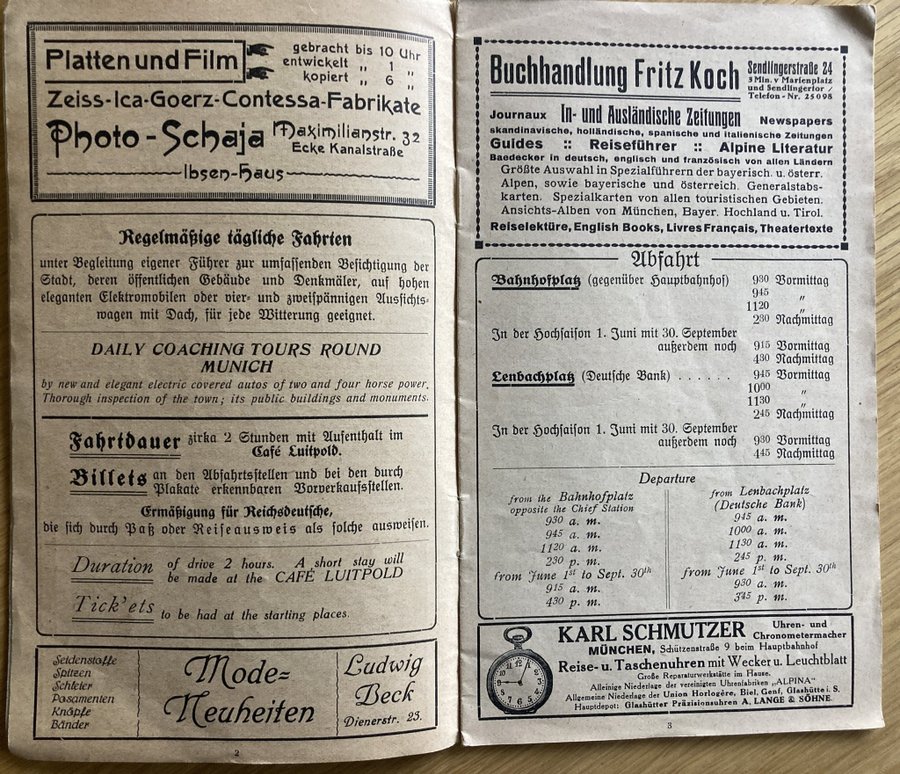 Platten und Film
gebracht bis 10 Uhr
entwickelt „ 1 „
kopiert „ 6 „
Zeiss-Ica-Goerz-Contessa-Fabrikate
Photo-Schaja Maximilianstr. 32
Ecke Kanalstraße
Ibsen-Haus
Regelmäßige tägliche Fahrten
unter Begleitung eigener Führer zur umfassenden Besichtigung der
Stadt, deren öffentlichen Gebäude und Denkmäler, auf hohen
eleganten Elektromobilen oder vier- und zweispännigen Aussichts-
wagen mit Dach, für jede Witterung geeignet.
DAILY COACHING TOURS ROUND
MUNICH
by new and elegant electric covered autos of two and four horse power.
Thorough inspection of the town; its public buildings and monuments.
Fahrtdauer zirka 2 Stunden mit Aufenthalt im
Café Luitpold.
Billets an den Abfahrtsstellen und bei den durch
Plakate erkennbaren Vorverkaufsstellen.
Ermäßigung für Reichsdeutsche,
die sich durch Paß oder Reiseausweis als solche ausweisen.
Duration of drive 2 hours. A short stay will
be made at the CAFÉ LUITPOLD
Tick'ets to be had at the starting places.
Seidenstoffe
Spitzen
Schleier
Posamenten
Knöpfe
Bänder
Mode-
Neuheiten
Ludwig
Beck
Dienerstr. 23.
2
Buchhandlung Fritz Koch
Sendlingerstraße 24
3 Min. v Marienplatz
und Sendlingertor /
Telefon-Nr. 25098
Journaux In- und Ausländische Zeitungen Newspapers
skandinavische, holländische, spanische und italienische Zeitungen
Guides :: Reiseführer :: Alpine Literatur
Baedecker in deutsch, englisch und französisch von allen Ländern
Größte Auswahl in Spezialführern der bayerisch. u. österr.
Alpen, sowie bayerische und österreich. Generalstabs-
karten. Spezialkarten von allen touristischen Gebieten.
Ansichts-Alben von München, Bayer. Hochland u. Tirol.
Reiselektüre, English Books, Livres Français, Theatertexte
Abfahrt
Bahnhofplatz (gegenüber Hauptbahnhof) 930 Vormittag
945 „
1120 „
230 Nachmittag
In der Hochsaison 1. Juni mit 30. September
außerdem noch 915 Vormittag
430 Nachmittag
Lenbachplatz (Deutsche Bank) . . . . . . 945 Vormittag
1000 „
1130 „
245 Nachmittag
In der Hochsaison 1. Juni mit 30. September
außerdem noch 930 Vormittag
445 Nachmittag
Departure
from the Bahnhofplatz
opposite the Chief Station
930 a. m.
945 a. m.
1120 a. m.
230 p. m.
from June 1st to Sept. 30th
915 a. m.
430 p. m.
from Lenbachplatz
(Deutsche Bank)
945 a. m.
1000 a. m.
1130 a. m.
245 p. m.
from June 1st to Sept. 30th
930 a. m.
345 p. m.
KARL SCHMUTZER Uhren- und
Chronometermacher
MÜNCHEN, Schützenstraße 9 beim Hauptbahnhof
Reise- u. Taschenuhren mit Wecker u. Leuchtblatt
Große Reparaturwerkstätte im Hause.
Alleinige Niederlage der vereinigten Uhrenfabriken „ALPINA“
Allgemeine Niederlage der Union Horlogère, Biel, Genf, Glashütte i. S.
Hauptdepot: Glashütter Präzisionsuhren A. LANGE & SÖHNE.
3